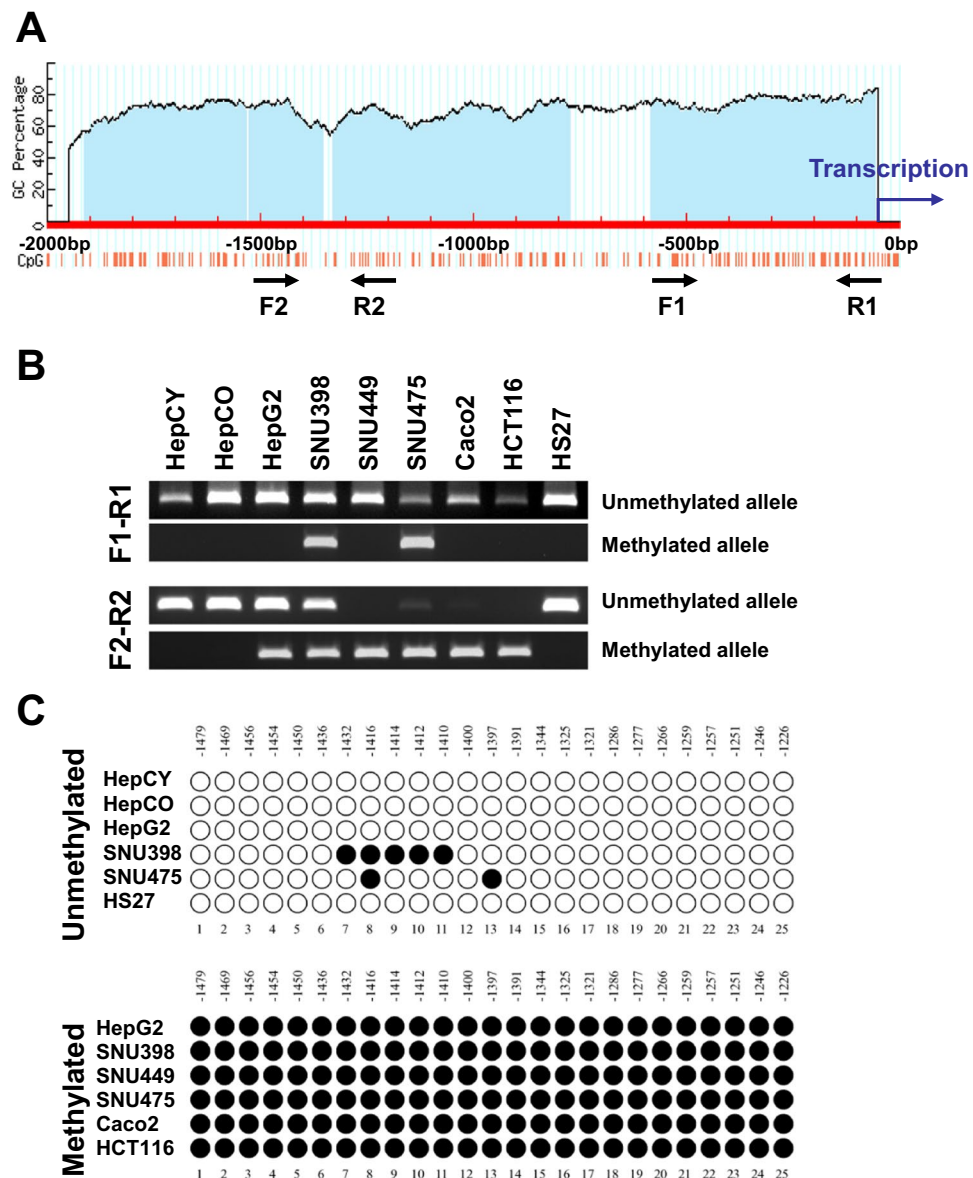 A
GC Percentage
80
60
40
20
0
Transcription
-2000bp -1500bp -1000bp -500bp 0bp
CpG
F2 R2 F1 R1
B
HepCY HepCO HepG2 SNU398 SNU449 SNU475 Caco2 HCT116 HS27
F1-R1
Unmethylated allele
Methylated allele
F2-R2
Unmethylated allele
Methylated allele
C
-1479 -1469 -1456 -1454 -1450 -1436 -1432 -1416 -1414 -1412 -1410 -1400 -1397 -1391 -1344 -1325 -1321 -1286 -1277 -1266 -1259 -1257 -1251 -1246 -1226
Unmethylated
HepCY
HepCO
HepG2
SNU398
SNU475
HS27
1 2 3 4 5 6 7 8 9 10 11 12 13 14 15 16 17 18 19 20 21 22 23 24 25
-1479 -1469 -1456 -1454 -1450 -1436 -1432 -1416 -1414 -1412 -1410 -1400 -1397 -1391 -1344 -1325 -1321 -1286 -1277 -1266 -1259 -1257 -1251 -1246 -1226
Methylated
HepG2
SNU398
SNU449
SNU475
Caco2
HCT116
1 2 3 4 5 6 7 8 9 10 11 12 13 14 15 16 17 18 19 20 21 22 23 24 25